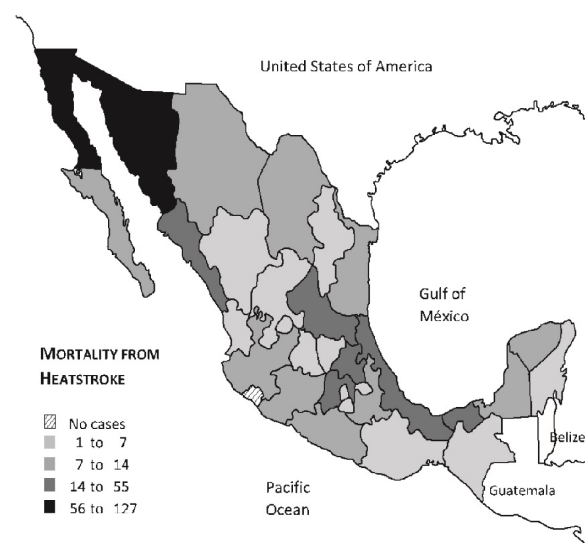 United States of America
Gulf of
México
MORTALITY FROM
HEATSTROKE
No cases
1 to 7
7 to 14
14 to 55
56 to 127
Belize
Guatemala
Pacific
Ocean